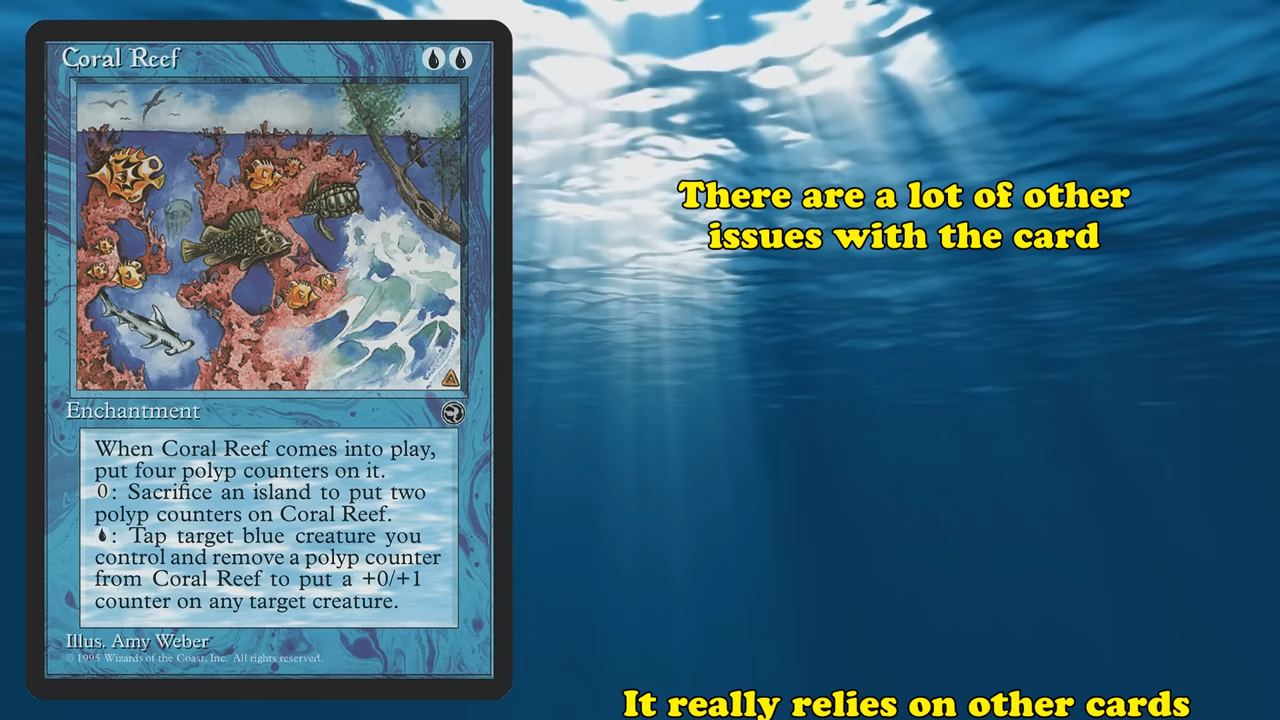 Coral Reef
Enchantment
When Coral Reef comes into play,
put four polyp counters on it.
0: Sacrifice an island to put two
polyp counters on Coral Reef.
: Tap target blue creature you
control and remove a polyp counter
from Coral Reef to put a +0/+1
counter on any target creature.
Illus. Amy Weber
© 1995 Wizards of the Coast, Inc. All rights reserved.
There are a lot of other
issues with the card
It really relies on other cards